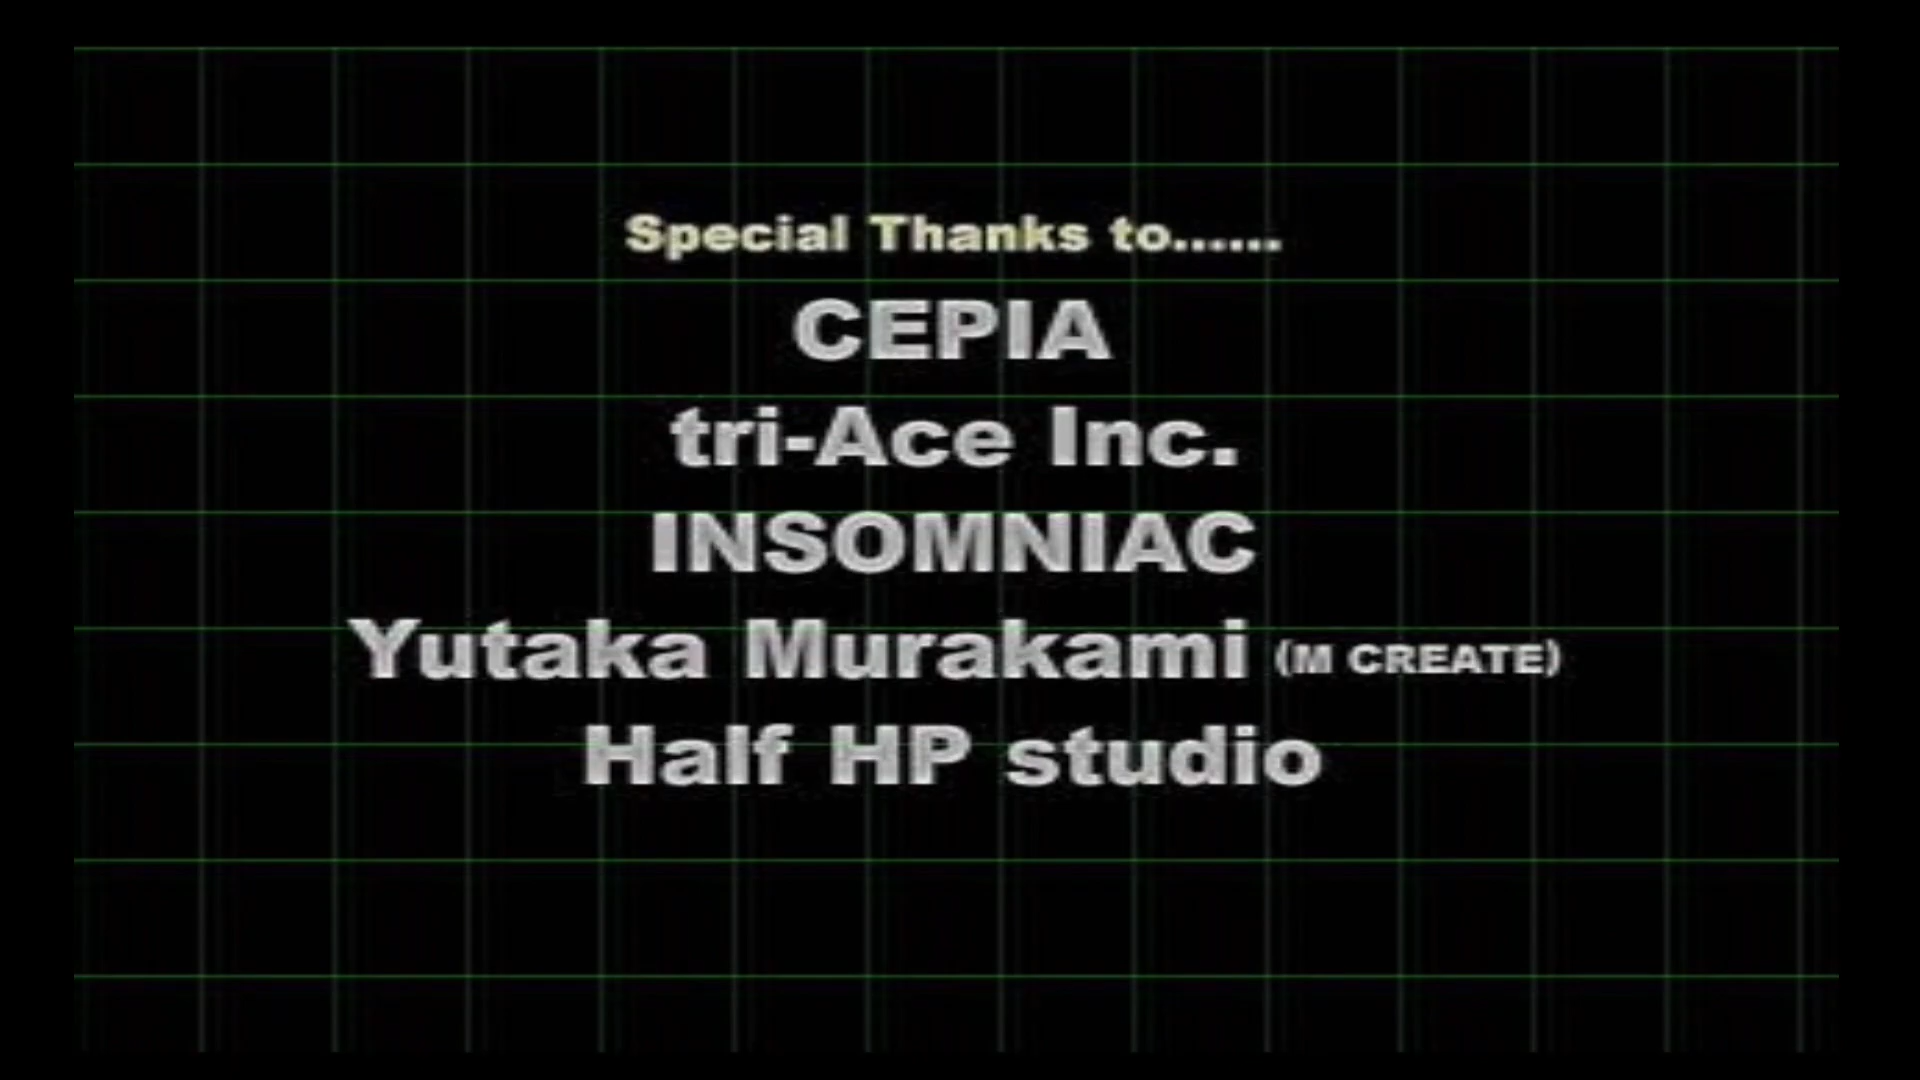 Special Thanks to......
CEPIA
tri-Ace Inc.
INSOMNIAC
Yutaka Murakami (M CREATE)
Half HP studio